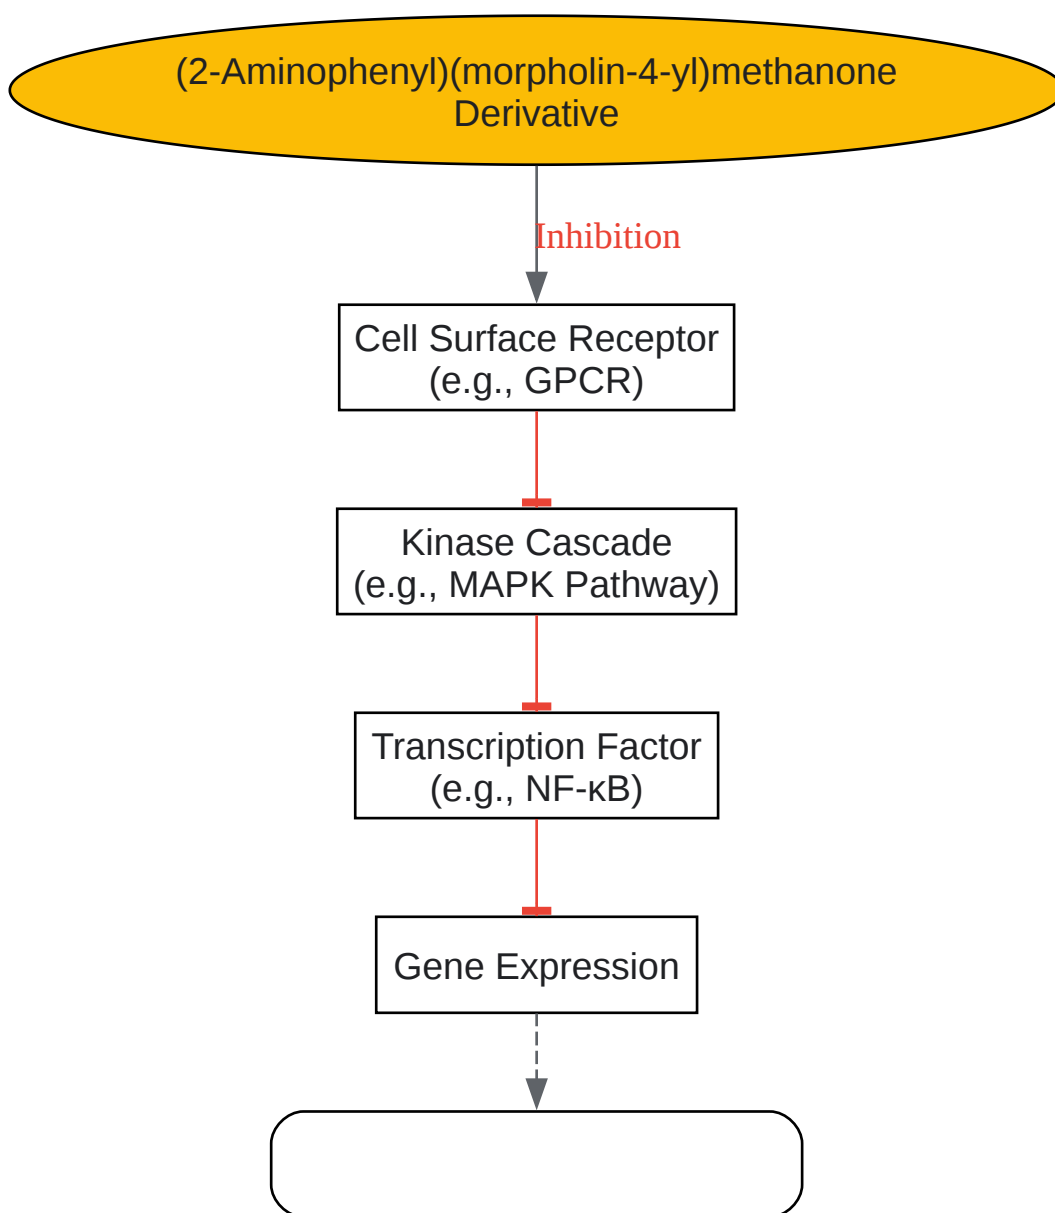 (2-Aminophenyl)(morpholin-4-yl)methanone
Derivative
Inhibition
Cell Surface Receptor
(e.g., GPCR)
Kinase Cascade
(e.g., MAPK Pathway)
Transcription Factor
(e.g., NF-κB)
Gene Expression